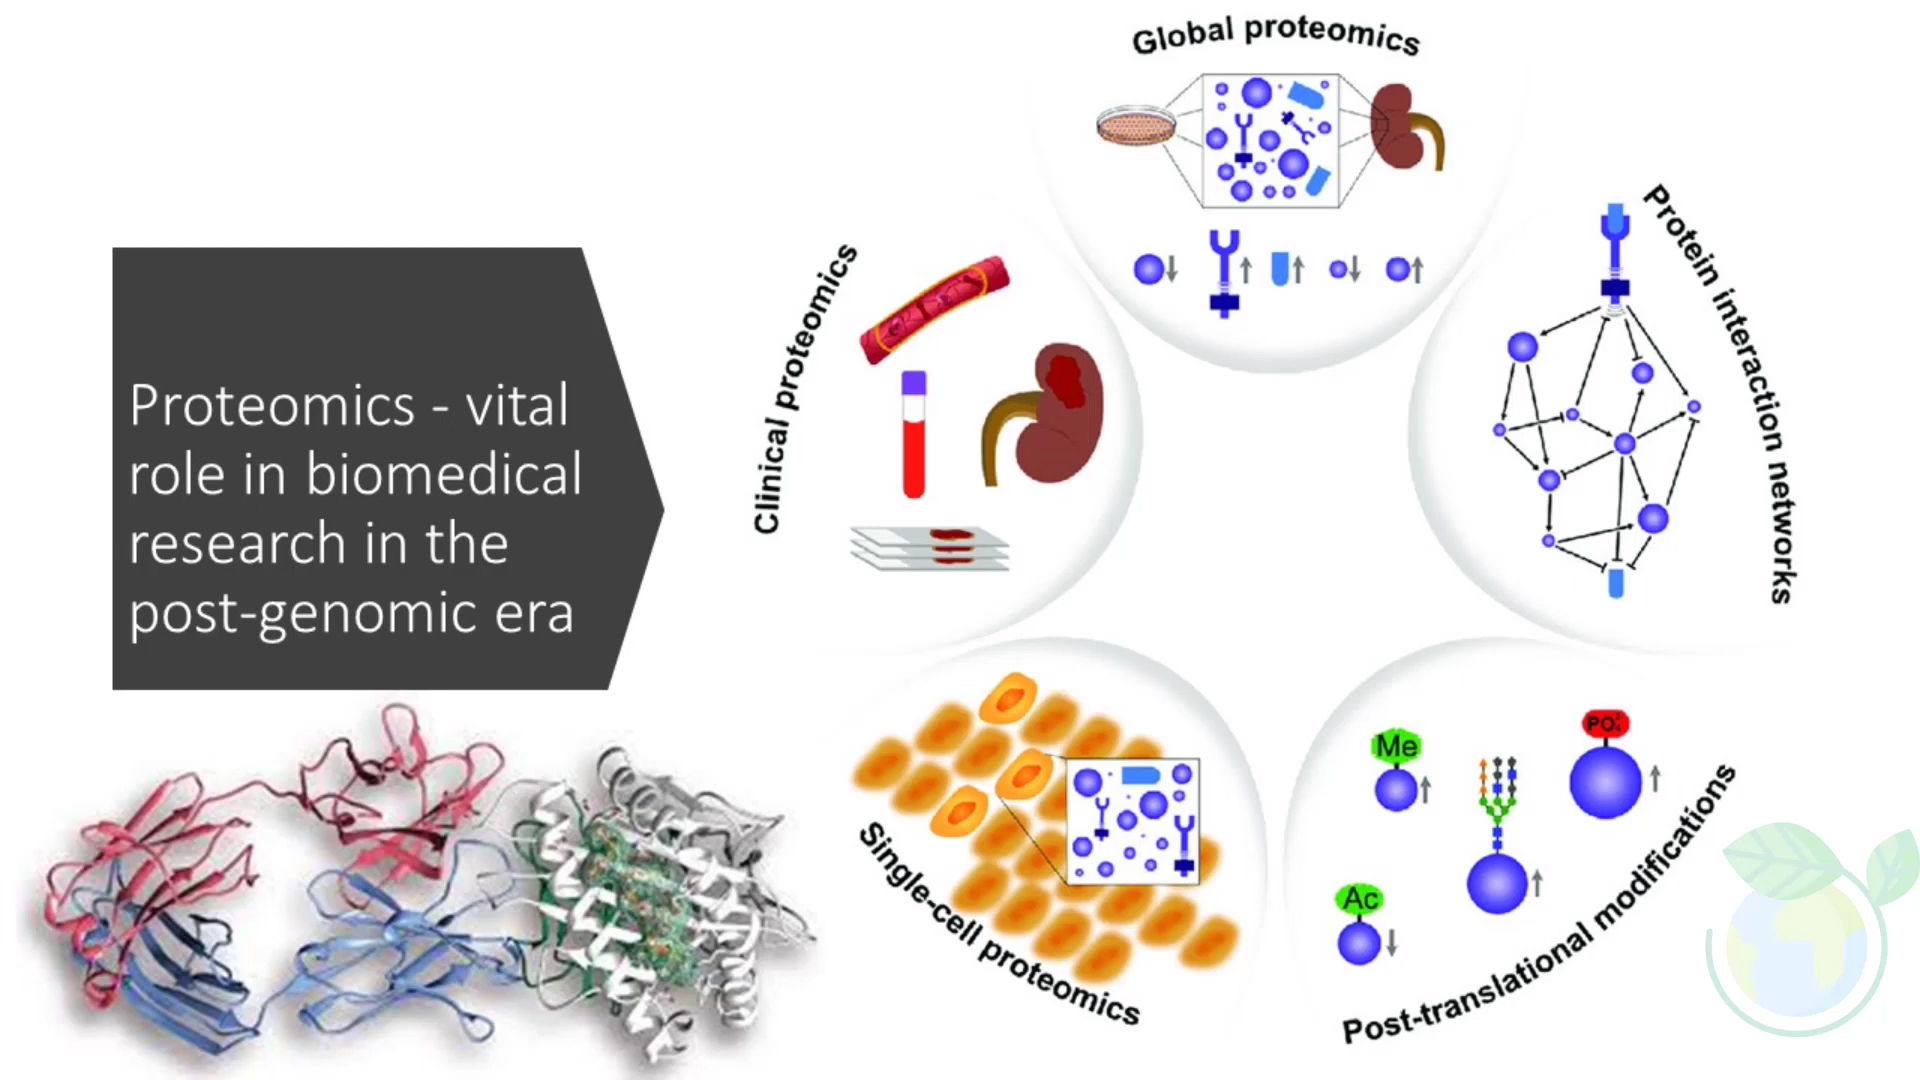 Proteomics - vital
role in biomedical
research in the
post-genomic era
Global proteomics
Clinical proteomics
Protein interaction networks
Single-cell proteomics
Post-translational modifications
Me
Ac